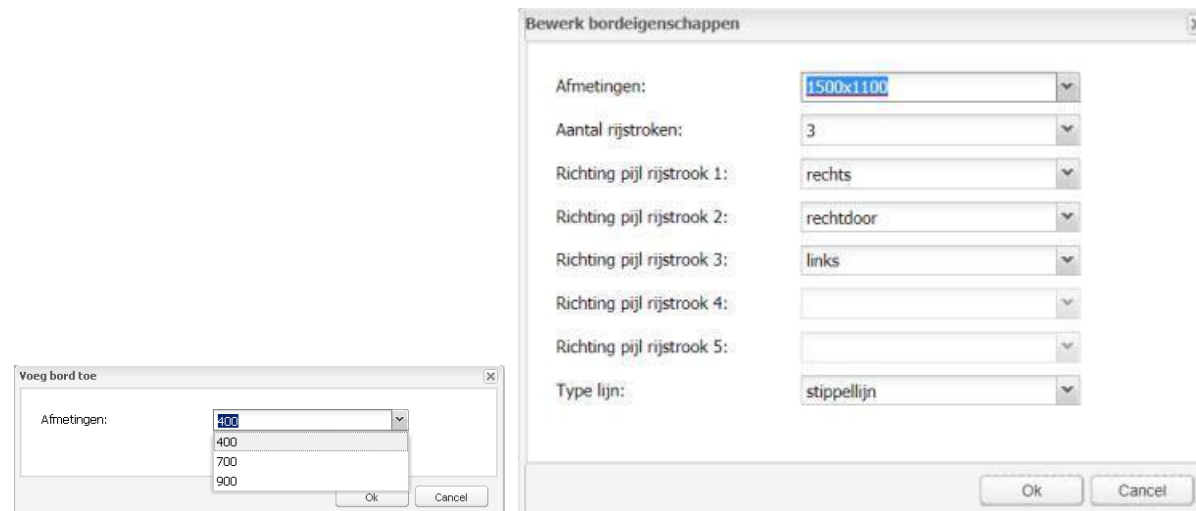 Voeg bord toe
Afmetingen:
400
400
700
900
Ok
Cancel
Bewerk bordeigenschappen
Afmetingen:
1500x1100
Aantal rijstroken:
3
Richting pijl rijstrook 1:
rechts
Richting pijl rijstrook 2:
rechtdoor
Richting pijl rijstrook 3:
links
Richting pijl rijstrook 4:
Richting pijl rijstrook 5:
Type lijn:
stippellijn
Ok
Cancel